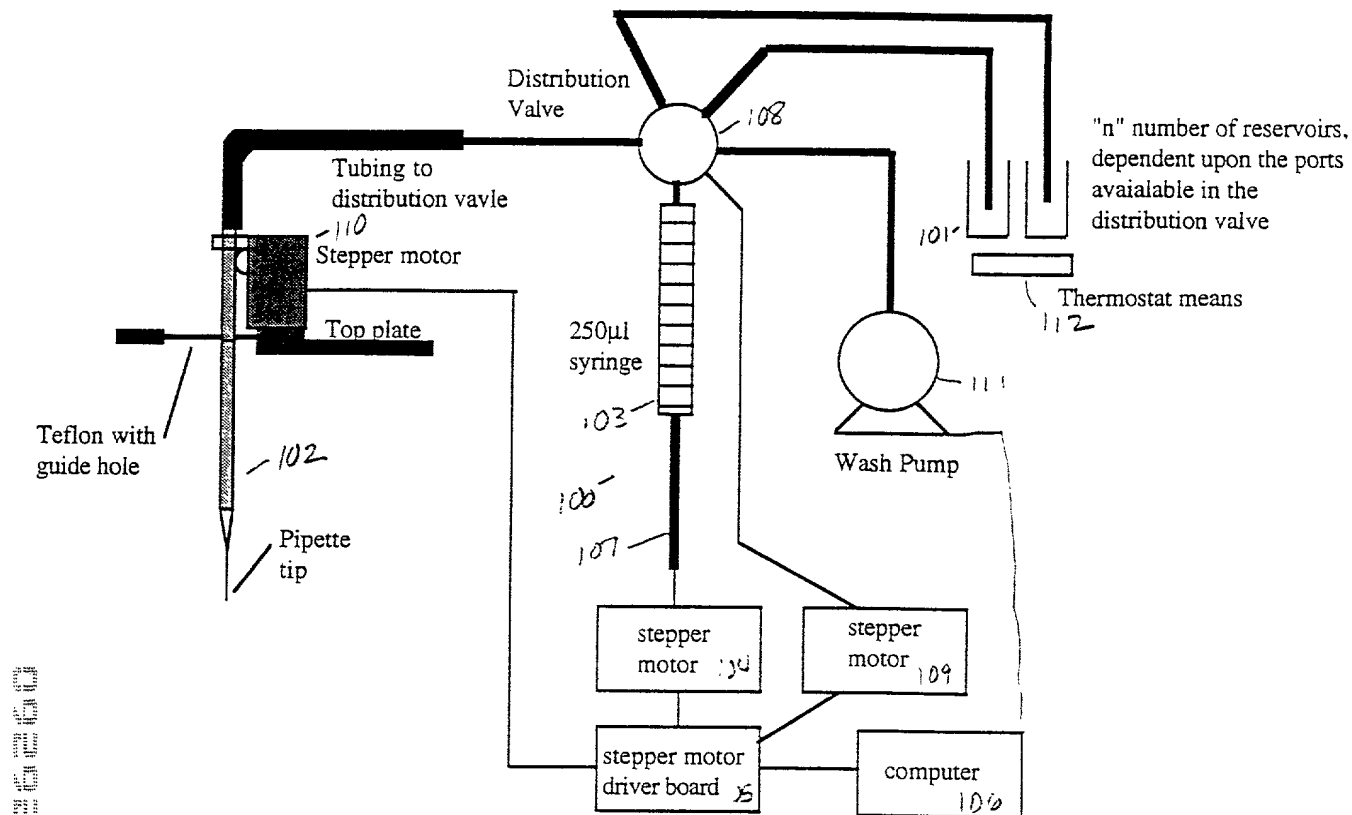 Distribution
Valve
108
"n" number of reservoirs,
dependent upon the ports
avaialable in the
distribution valve
Tubing to
distribution vavle
110
Stepper motor
101
Thermostat means
112
Top plate
250µl
syringe
111
103
Teflon with
guide hole
102
Wash Pump
100
107
Pipette
tip
stepper
motor 104
stepper
motor 109
stepper motor
driver board
computer
106